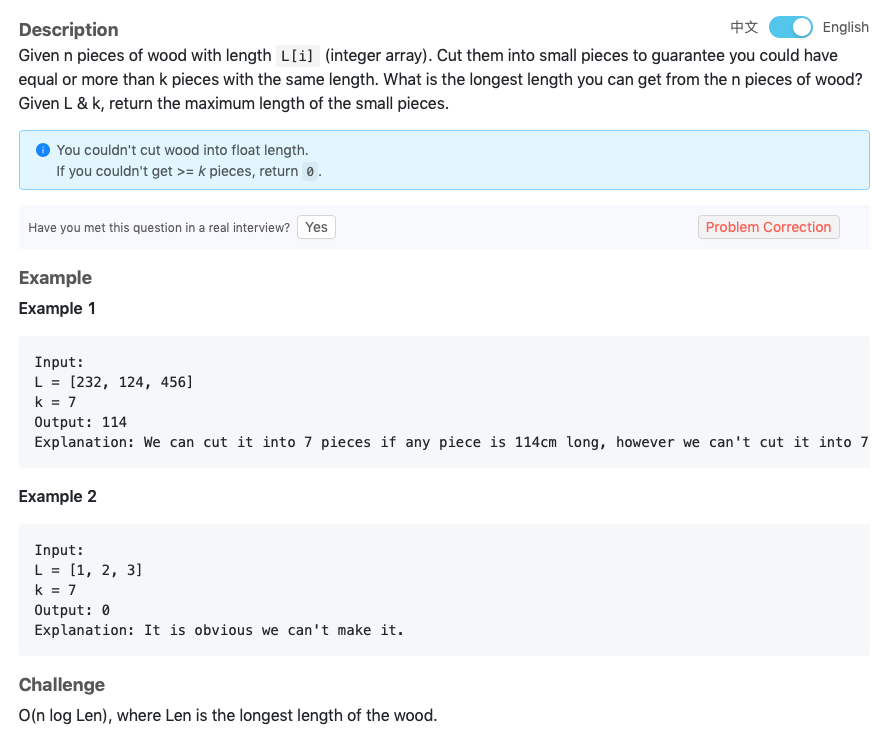 Description
中文 English
Given n pieces of wood with length L[i] (integer array). Cut them into small pieces to guarantee you could have
equal or more than k pieces with the same length. What is the longest length you can get from the n pieces of wood?
Given L & k, return the maximum length of the small pieces.
You couldn't cut wood into float length.
If you couldn't get >= k pieces, return 0.
Have you met this question in a real interview? Yes
Problem Correction
Example
Example 1
Input:
L = [232, 124, 456]
k = 7
Output: 114
Explanation: We can cut it into 7 pieces if any piece is 114cm long, however we can't cut it into 7
Example 2
Input:
L = [1, 2, 3]
k = 7
Output: 0
Explanation: It is obvious we can't make it.
Challenge
O(n log Len), where Len is the longest length of the wood.